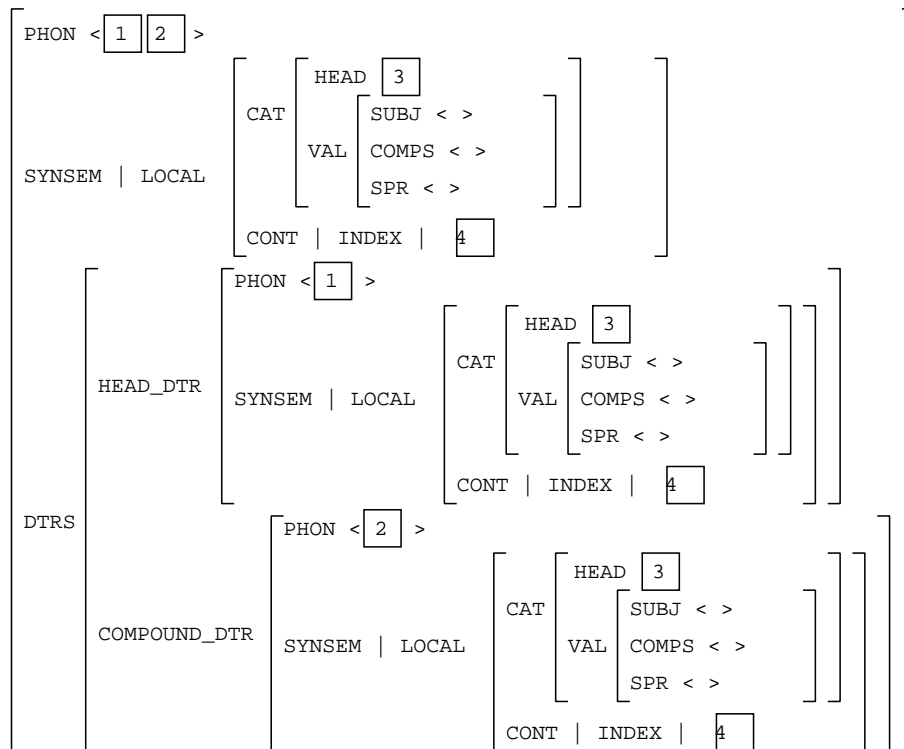 PHON < 1 2 >
HEAD 3
CAT SUBJ < >
VAL COMPS < >
SYNSEM | LOCAL
SPR < >
CONT | INDEX | 4
PHON < 1 >
HEAD 3
CAT SUBJ < >
HEAD_DTR
SYNSEM | LOCAL VAL COMPS < >
SPR < >
CONT | INDEX | 4
DTRS
PHON < 2 >
HEAD 3
CAT SUBJ < >
COMPOUND_DTR
SYNSEM | LOCAL VAL COMPS < >
SPR < >
CONT | INDEX | 4